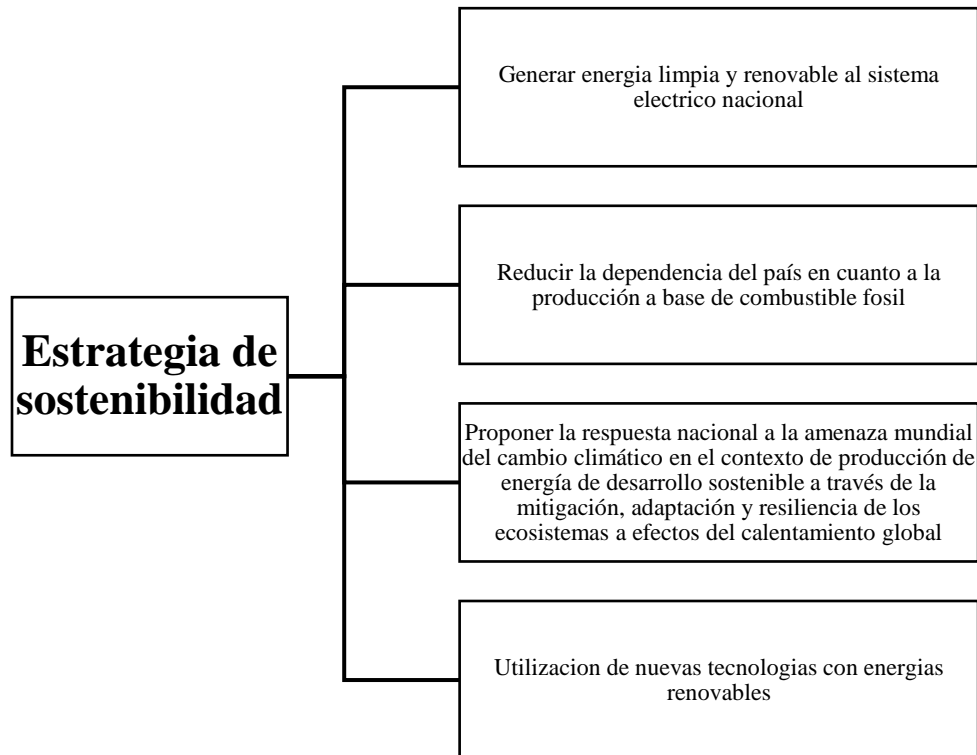 Generar energia limpia y renovable al sistema
electrico nacional
Reducir la dependencia del país en cuanto a la
producción a base de combustible fosil
Estrategia de
sostenibilidad
Proponer la respuesta nacional a la amenaza mundial
del cambio climático en el contexto de producción de
energía de desarrollo sostenible a través de la
mitigación, adaptación y resiliencia de los
ecosistemas a efectos del calentamiento global
Utilizacion de nuevas tecnologias con energias
renovables